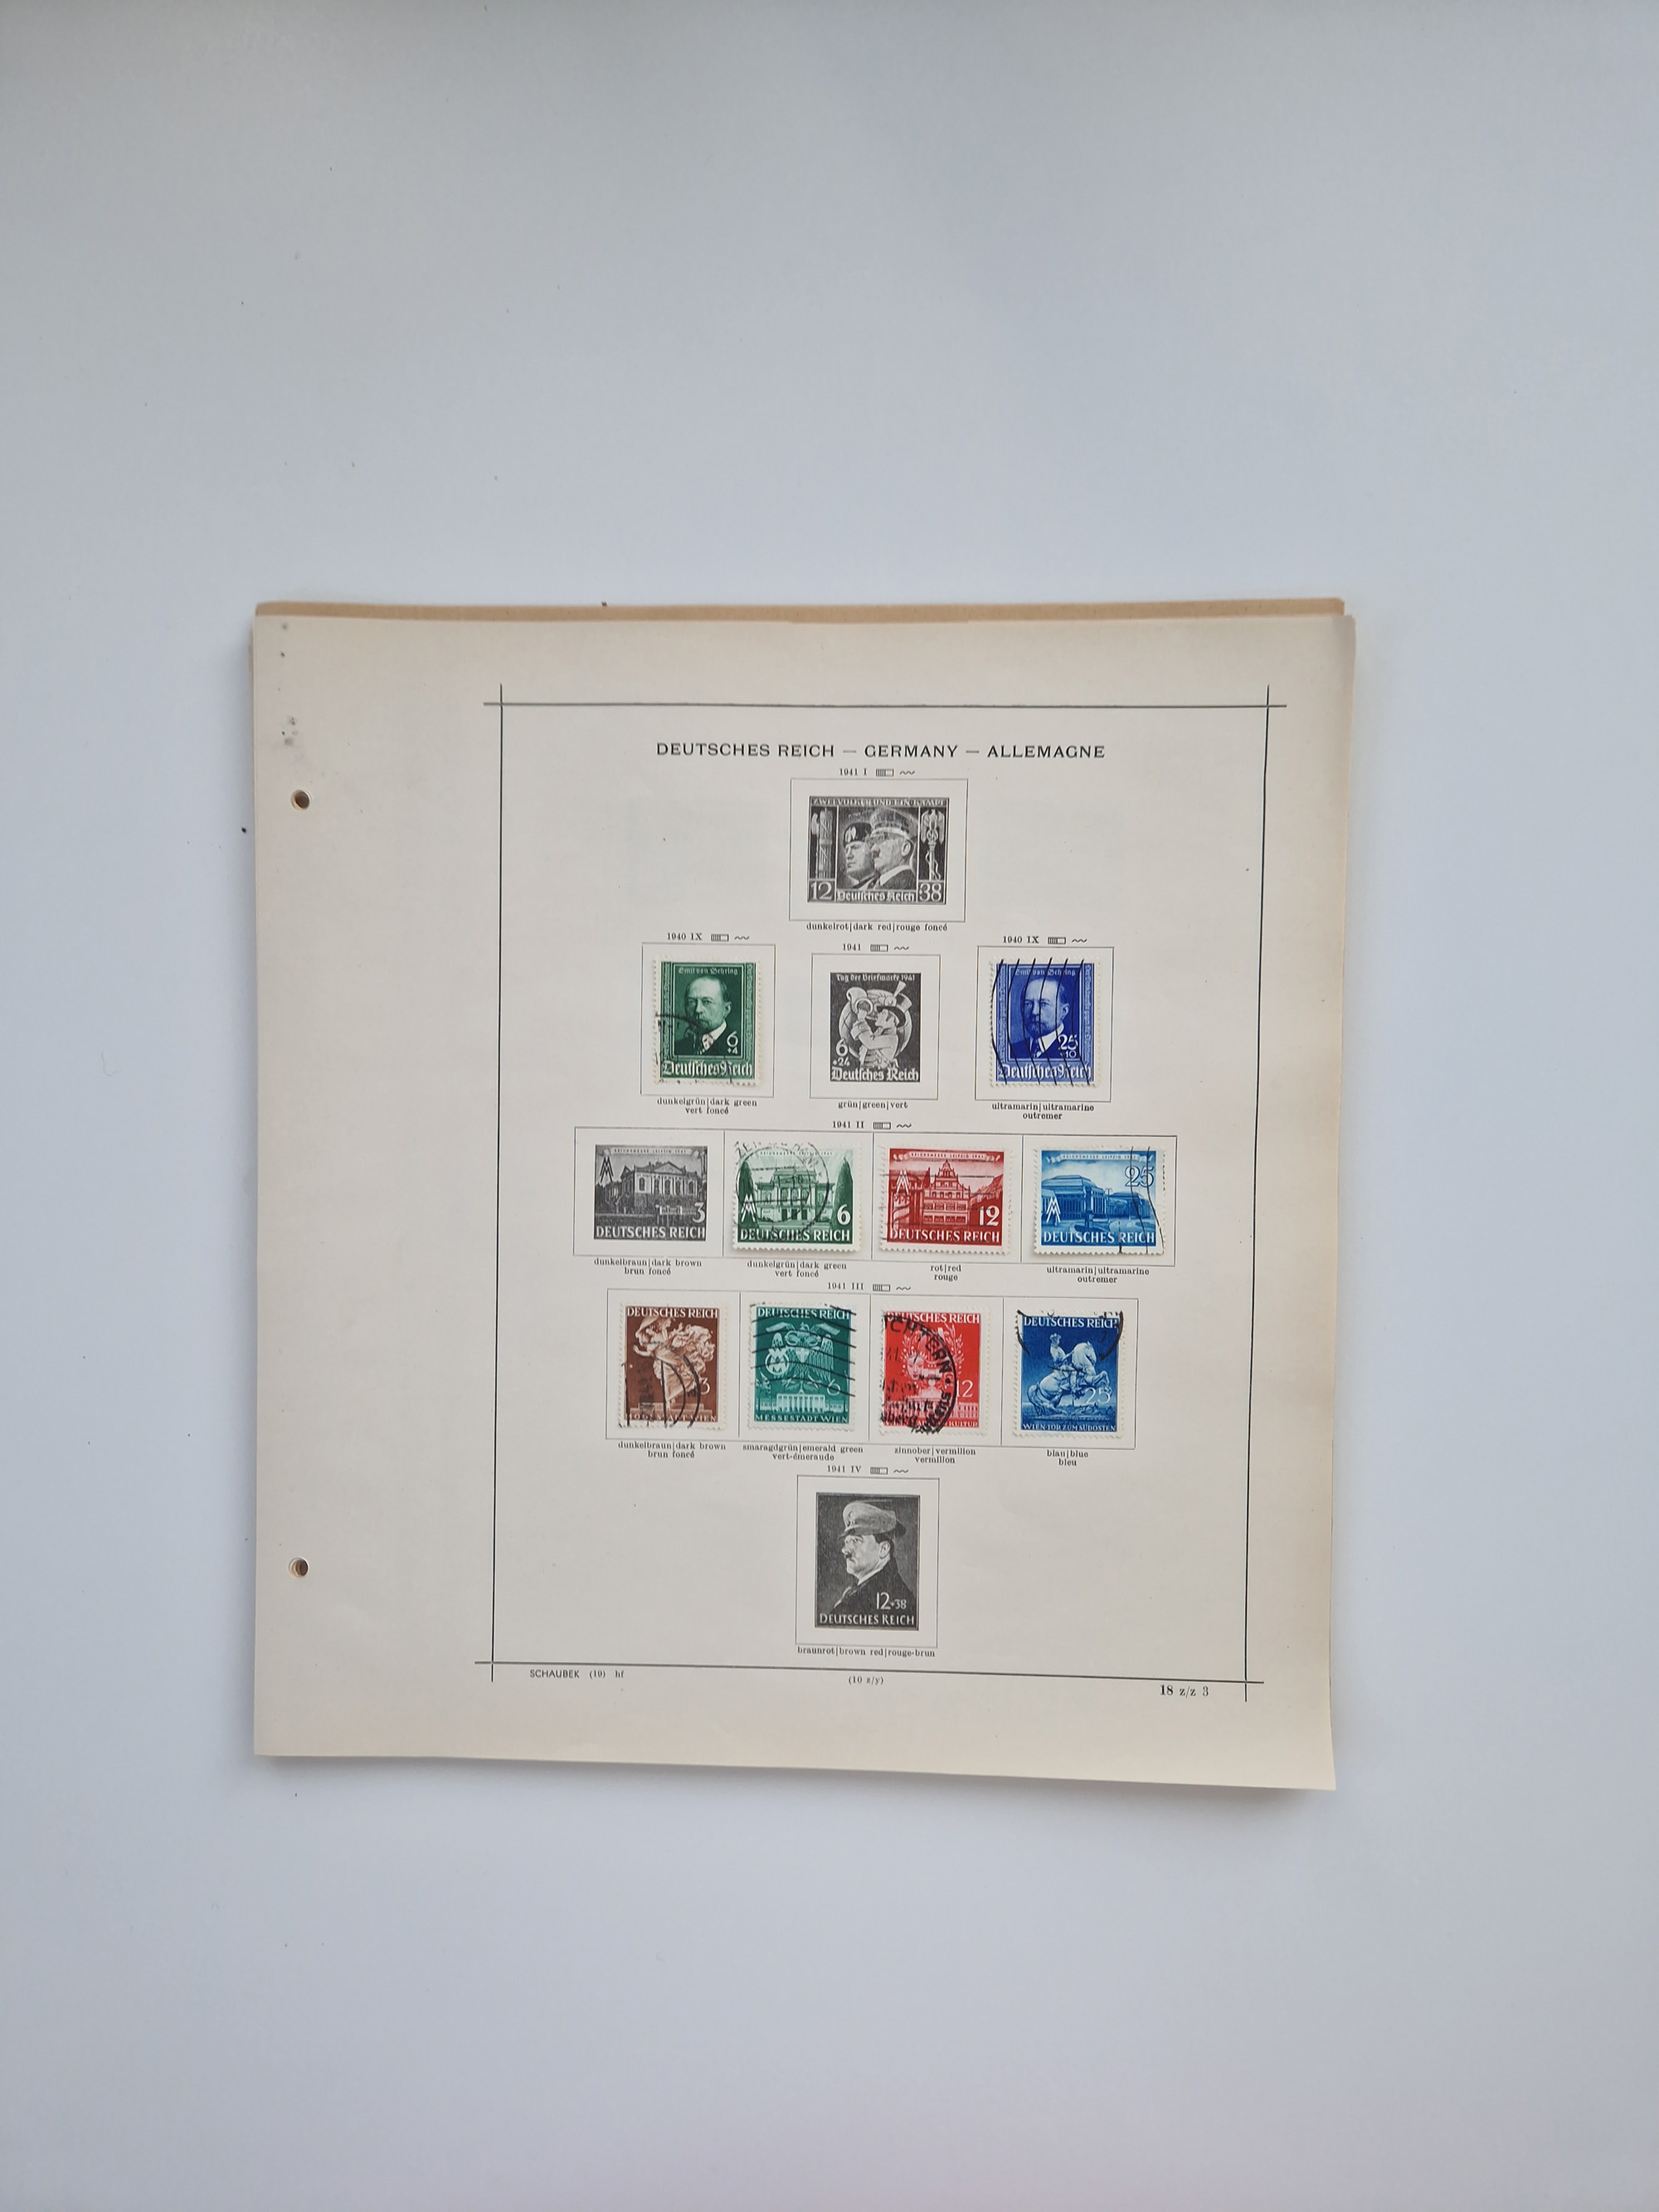 DEUTSCHES REICH — GERMANY — ALLEMAGNE
1941 I
ZWEI VÖLKER UND EIN KAMPF
12 Deutsches Reich 38
dunkelrot|dark red|rouge foncé
1940 IX
Emil von Behring
6
+4
Deutsches Reich
dunkelgrün|dark green
vert foncé
1941
Tag der Briefmarke 1941
6
+24
Deutsches Reich
grün|green|vert
1940 IX
Emil von Behring
25
+10
Deutsches Reich
ultramarin|ultramarine
outremer
1941 II
3
DEUTSCHES REICH
dunkelbraun|dark brown
brun foncé
6
DEUTSCHES REICH
dunkelgrün|dark green
vert foncé
REICHSMESSE LEIPZIG 1941
12
DEUTSCHES REICH
rot|red
rouge
REICHSMESSE LEIPZIG 1941
25
DEUTSCHES REICH
ultramarin|ultramarine
outremer
1941 III
DEUTSCHES REICH
3
dunkelbraun|dark brown
brun foncé
DEUTSCHES REICH
6
MESSESTADT WIEN
smaragdgrün|emerald green
vert-émeraude
DEUTSCHES REICH
12
zinnober|vermilion
vermillon
DEUTSCHES REICH
25
WIEN·TOR ZUM SÜDOSTEN
blau|blue
bleu
1941 IV
12+38
DEUTSCHES REICH
braunrot|brown red|rouge-brun
SCHAUBEK (19) hf
(10 z/y)
18 z/z 3